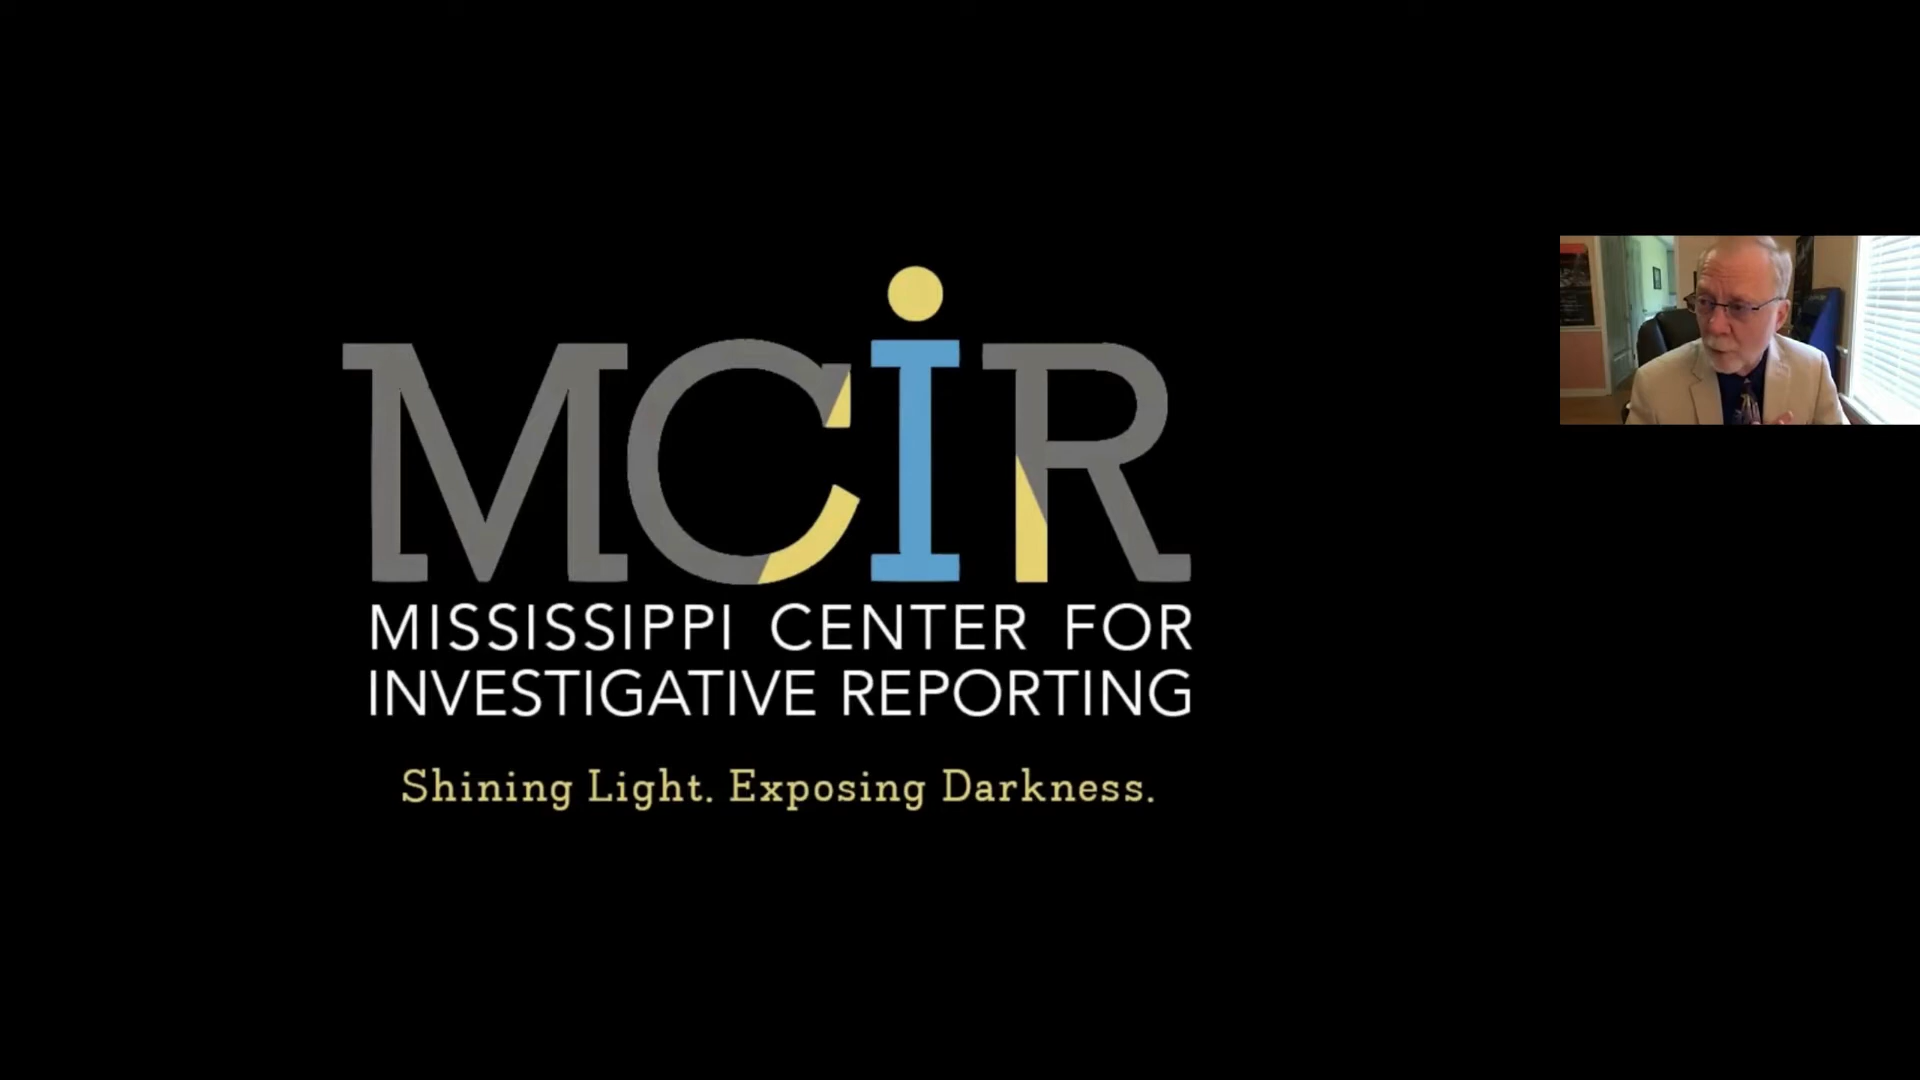 MCiR
MISSISSIPPI CENTER FOR
INVESTIGATIVE REPORTING
Shining Light. Exposing Darkness.